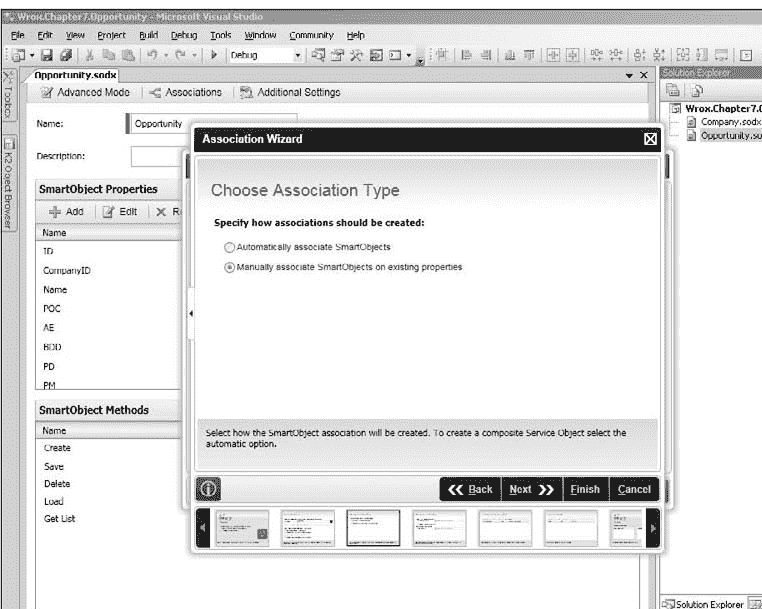 Wrox.Chapter7.Opportunity - Microsoft Visual Studio
File Edit View Project Build Debug Tools Window Community Help
Debug
Opportunity.sodx
Solution Explorer
Toolbox
K2 Object Browser
Advanced Mode Associations Additional Settings
Name: Opportunity
Description:
SmartObject Properties
Add Edit R
Name
ID
CompanyID
Name
POC
AE
BDD
PD
PM
SmartObject Methods
Name
Create
Save
Delete
Load
Get List
Association Wizard
Choose Association Type
Specify how associations should be created:
Automatically associate SmartObjects
Manually associate SmartObjects on existing properties
Select how the SmartObject association will be created. To create a composite Service Object select the
automatic option.
Back Next Finish Cancel
Wrox.Chapter7.O
Company.sodx
Opportunity.so
Solution Explorer